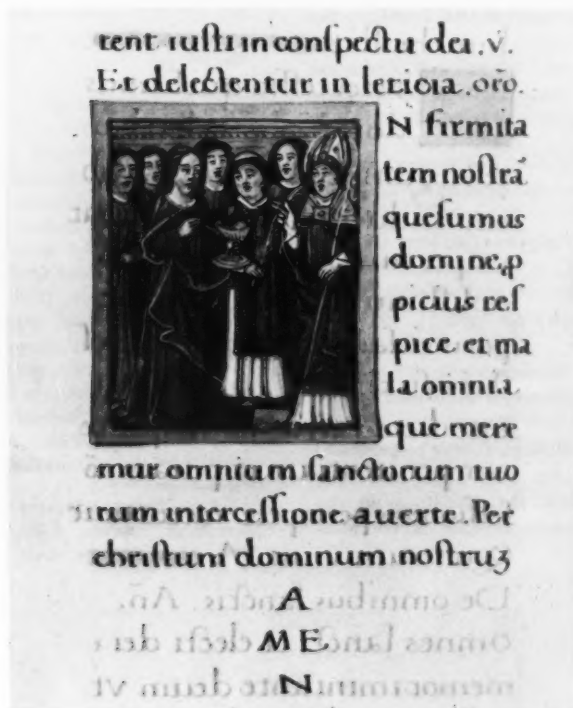 tent iusti in conspectu dei .v.
Et delectentur in leticia .oro.
N firmita
tem nostrā
quesumus
domine, p
picius res
pice et ma
la omnia
que mere
mur omnium sanctorum tuo
rum intercessione auerte Per
christum dominum nostruʒ
A
ME
N